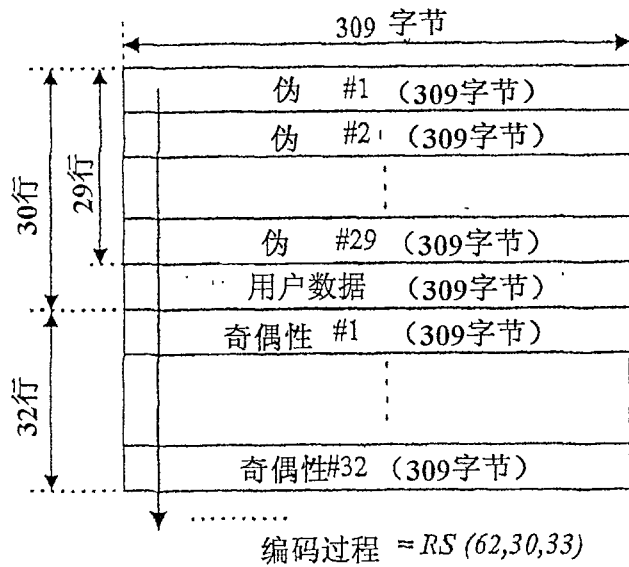 309 字节
伪 #1 (309字节)
伪 #2 (309字节)
29行
30行
伪 #29 (309字节)
用户数据 (309字节)
奇偶性 #1 (309字节)
32行
奇偶性#32 (309字节)
编码过程 = RS (62,30,33)